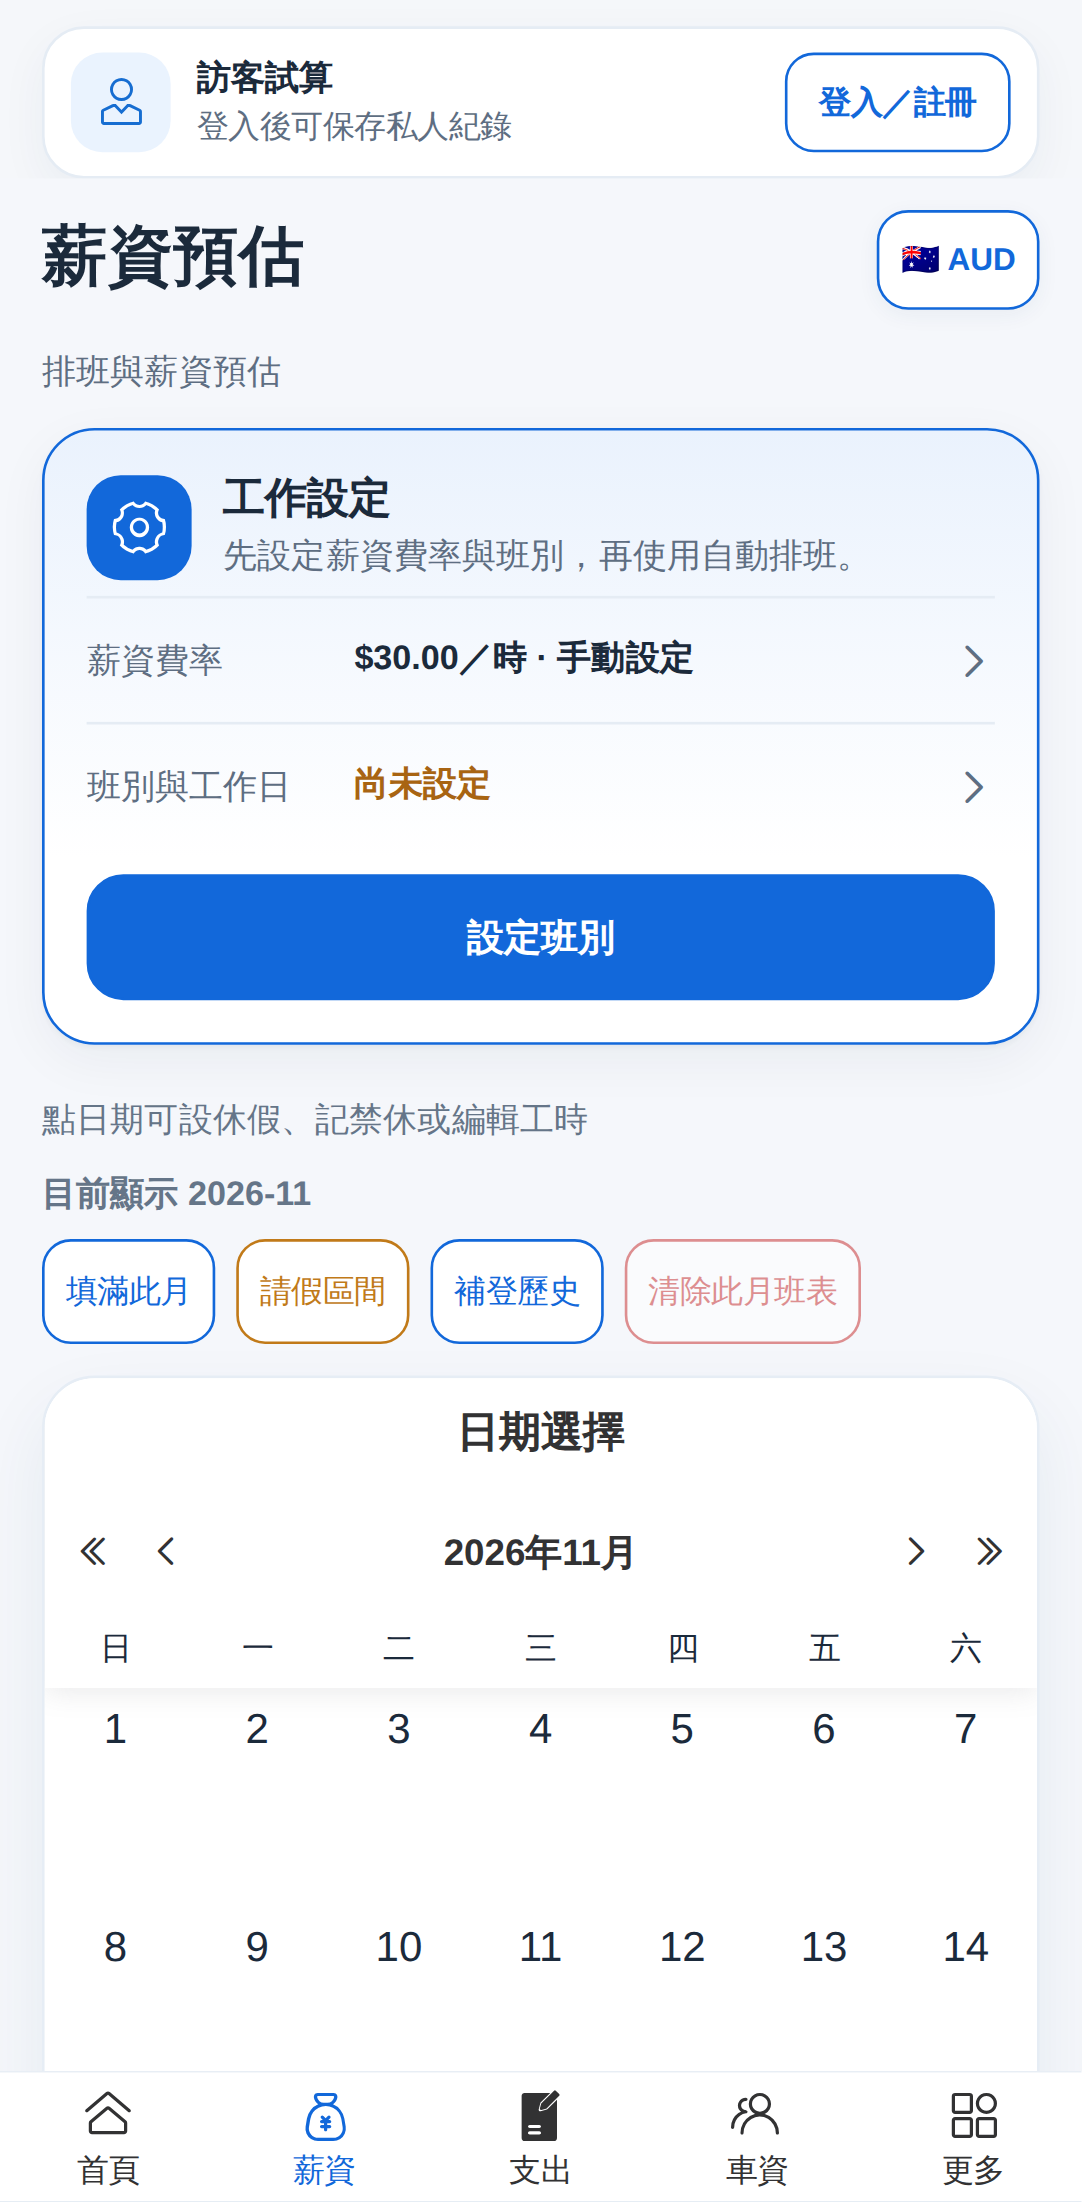 訪客試算
登入後可保存私人紀錄
登入／註冊
薪資預估
🇦🇺 AUD
排班與薪資預估
工作設定
先設定薪資費率與班別，再使用自動排班。
薪資費率 $30.00／時 · 手動設定
班別與工作日 尚未設定
設定班別
點日期可設休假、記禁休或編輯工時
目前顯示 2026-11
填滿此月 請假區間 補登歷史 清除此月班表
日期選擇
2026年11月
日 一 二 三 四 五 六
1 2 3 4 5 6 7
8 9 10 11 12 13 14
首頁 薪資 支出 車資 更多